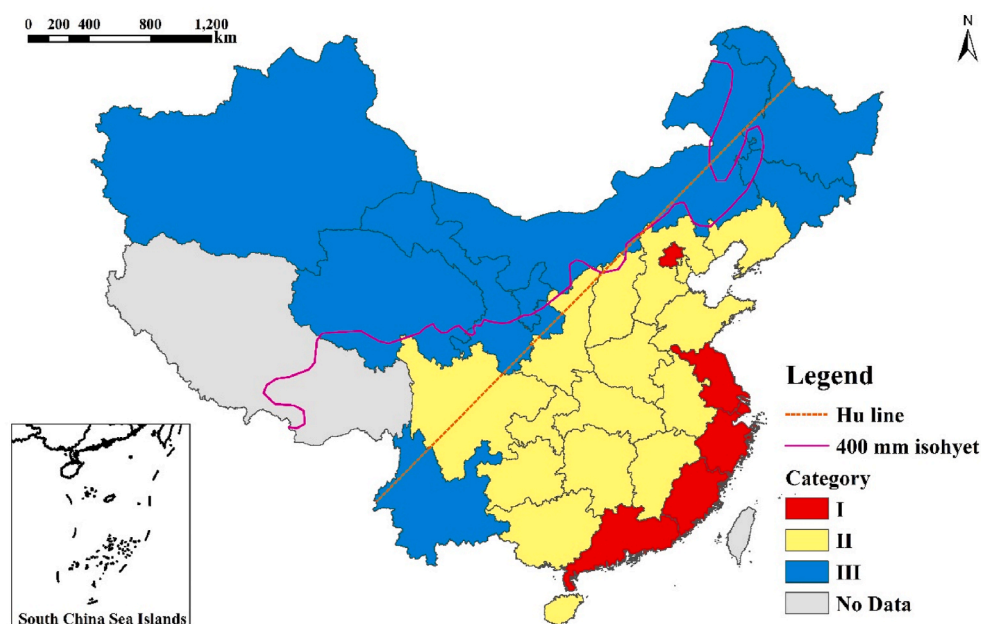 0 200 400 800 1,200
km
N
Legend
Hu line
400 mm isohyet
Category
I
II
III
No Data
South China Sea Islands